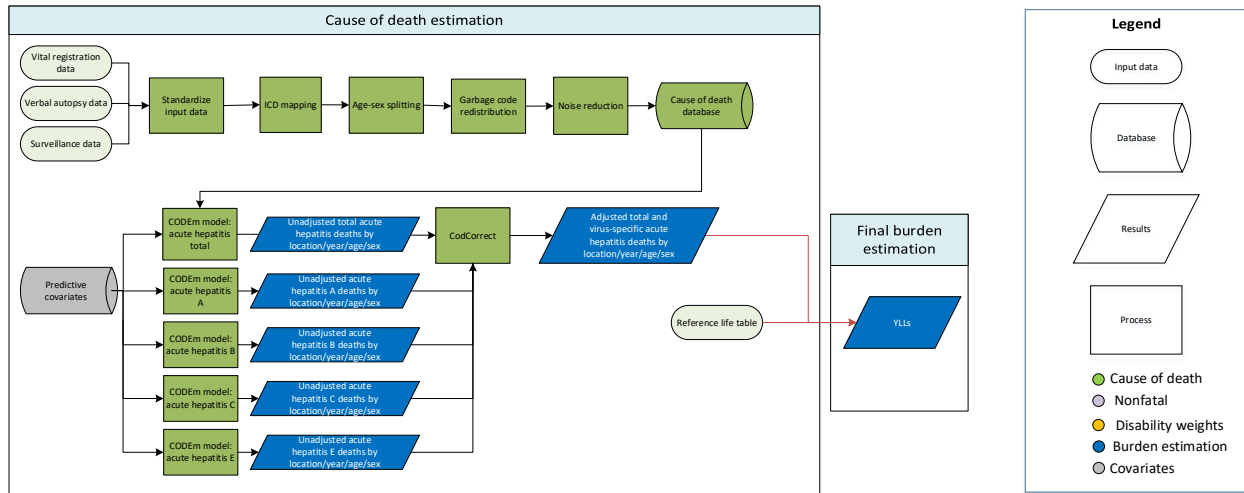 Cause of death estimation
Vital registration
data
Verbal autopsy data
Surveillance data
Standardize
input data
ICD mapping
Age-sex splitting
Garbage code
redistribution
Noise reduction
Cause of death
database
Predictive
covariates
CODEm model:
acute hepatitis
total
Unadjusted total acute
hepatitis deaths by
location/year/age/sex
CodCorrect
Adjusted total and
virus-specific acute
hepatitis deaths by
location/year/age/sex
CODEm model:
acute hepatitis
A
Unadjusted acute
hepatitis A deaths by
location/year/age/sex
CODEm model:
acute hepatitis B
Unadjusted acute
hepatitis B deaths by
location/year/age/sex
CODEm model:
acute hepatitis C
Unadjusted acute
hepatitis C deaths by
location/year/age/sex
CODEm model:
acute hepatitis E
Unadjusted acute
hepatitis E deaths by
location/year/age/sex
Reference life table
Final burden
estimation
YLLs
Legend
Input data
Database
Results
Process
Cause of death
Nonfatal
Disability weights
Burden estimation
Covariates